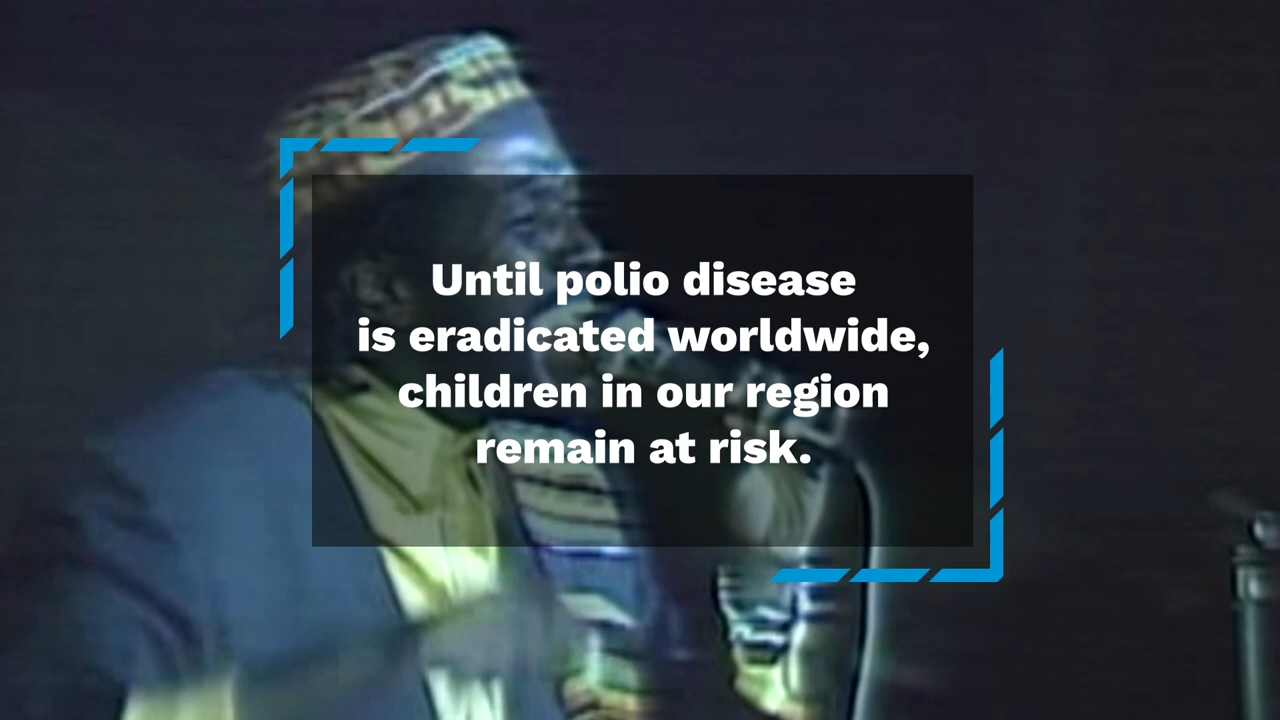 Until polio disease
is eradicated worldwide,
children in our region
remain at risk.